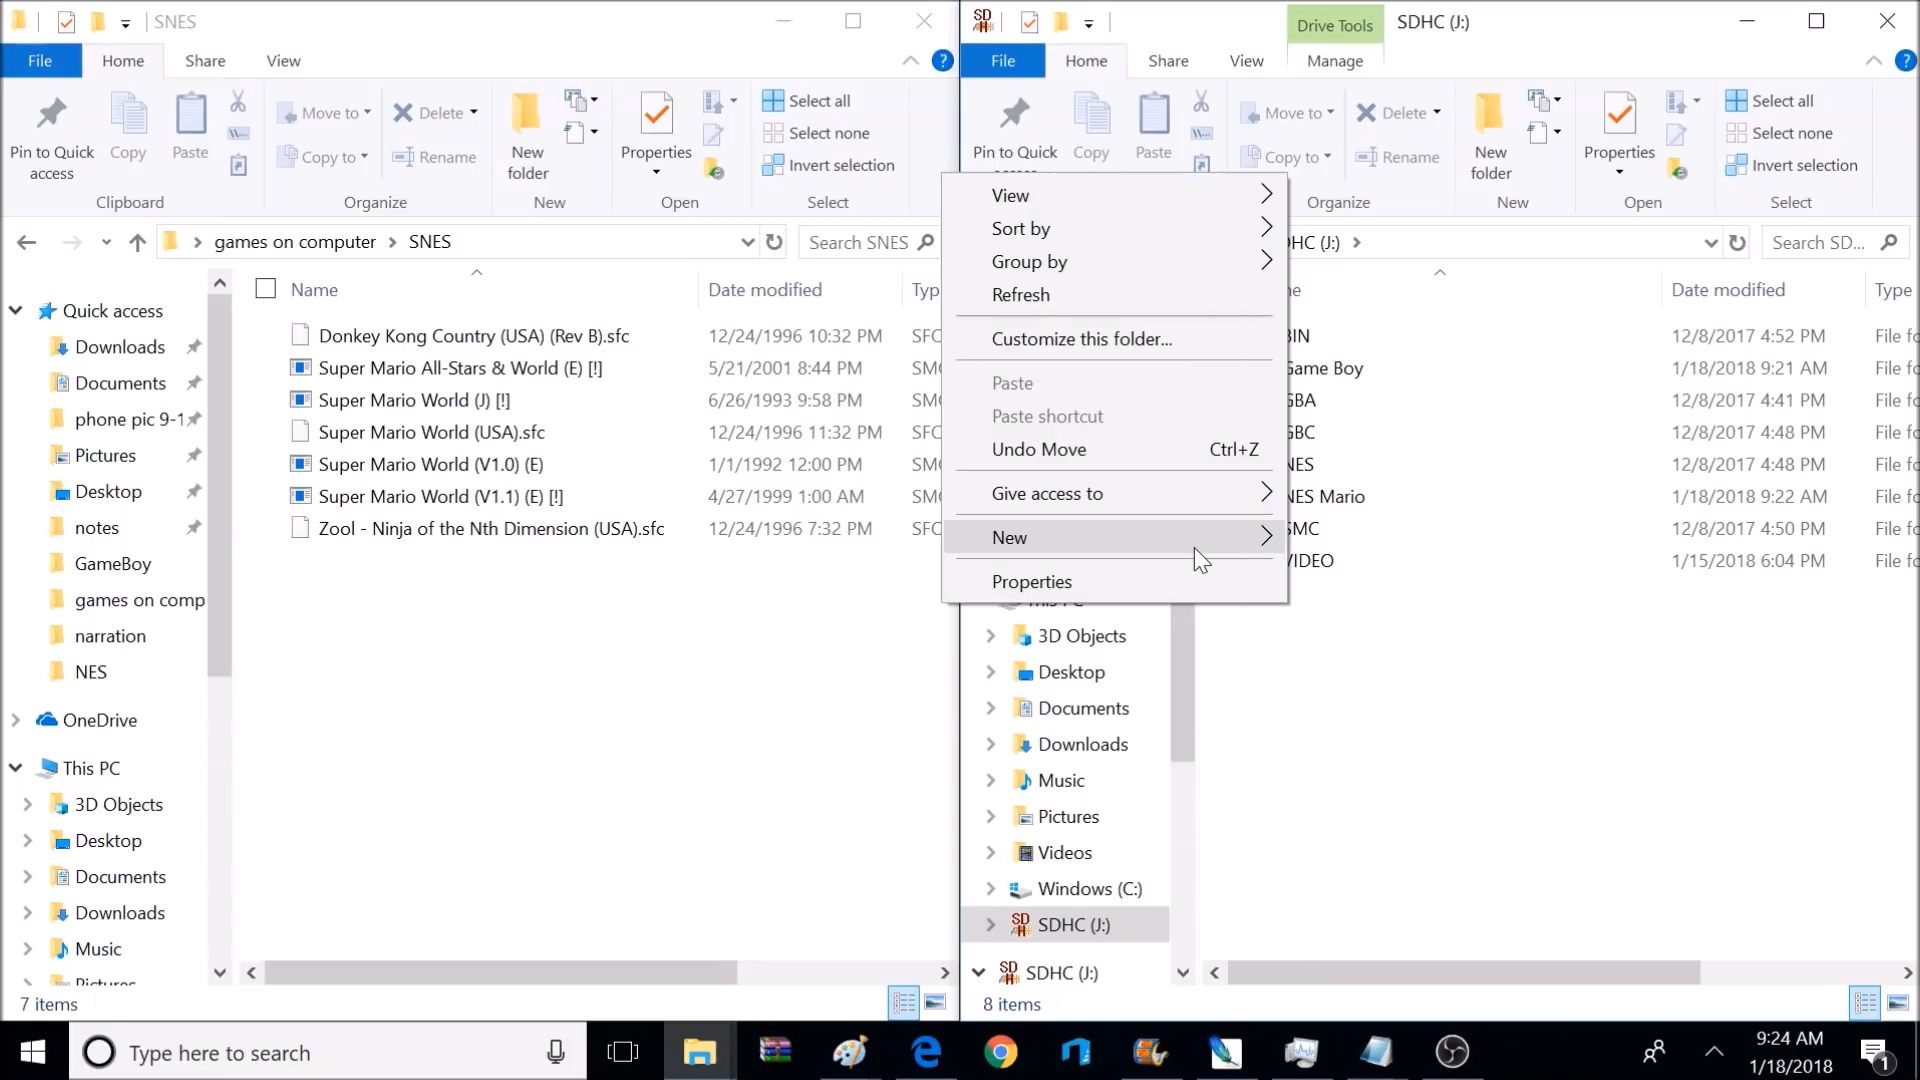 SNES
File Home Share View
Pin to Quick access
Copy
Paste
Clipboard
Move to
Copy to
Delete
Rename
Organize
New folder
New
Properties
Open
Select all
Select none
Invert selection
Select
games on computer > SNES
Search SNES
Name Date modified Typ
Donkey Kong Country (USA) (Rev B).sfc 12/24/1996 10:32 PM SFC
Super Mario All-Stars & World (E) [!] 5/21/2001 8:44 PM SMC
Super Mario World (J) [!] 6/26/1993 9:58 PM SMC
Super Mario World (USA).sfc 12/24/1996 11:32 PM SFC
Super Mario World (V1.0) (E) 1/1/1992 12:00 PM SMC
Super Mario World (V1.1) (E) [!] 4/27/1999 1:00 AM SMC
Zool - Ninja of the Nth Dimension (USA).sfc 12/24/1996 7:32 PM SFC
Quick access
Downloads
Documents
phone pic 9-1
Pictures
Desktop
notes
GameBoy
games on comp
narration
NES
OneDrive
This PC
3D Objects
Desktop
Documents
Downloads
Music
Pictures
7 items
SD
Drive Tools
SDHC (J:)
File Home Share View Manage
Pin to Quick
Copy
Paste
Move to
Copy to
Delete
Rename
Organize
New folder
New
Properties
Open
Select all
Select none
Invert selection
Select
HC (J:) >
Search SD...
View
Sort by
Group by
Refresh
Customize this folder...
Paste
Paste shortcut
Undo Move Ctrl+Z
Give access to
New
Properties
ne Date modified Type
BIN 12/8/2017 4:52 PM File fo
Game Boy 1/18/2018 9:21 AM File fo
GBA 12/8/2017 4:41 PM File fo
GBC 12/8/2017 4:48 PM File fo
NES 12/8/2017 4:48 PM File fo
NES Mario 1/18/2018 9:22 AM File fo
SMC 12/8/2017 4:50 PM File fo
VIDEO 1/15/2018 6:04 PM File fo
This PC
3D Objects
Desktop
Documents
Downloads
Music
Pictures
Videos
Windows (C:)
SD SDHC (J:)
SD SDHC (J:)
8 items
Type here to search
9:24 AM
1/18/2018
1